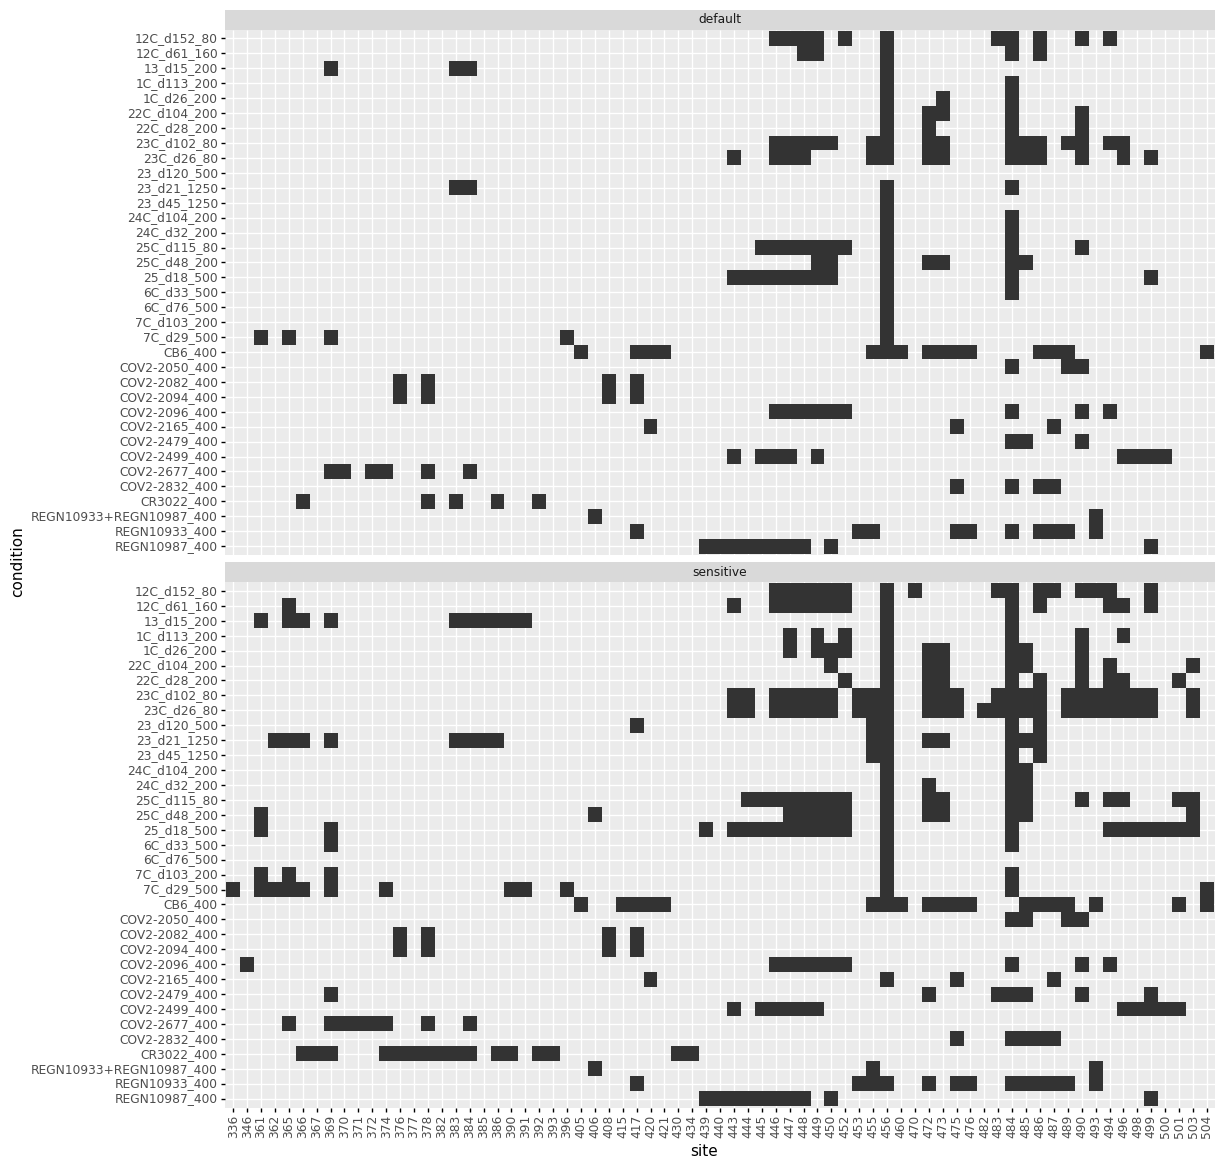 default
12C_d152_80
12C_d61_160
13_d15_200
1C_d113_200
1C_d26_200
22C_d104_200
22C_d28_200
23C_d102_80
23C_d26_80
23_d120_500
23_d21_1250
23_d45_1250
24C_d104_200
24C_d32_200
25C_d115_80
25C_d48_200
25_d18_500
6C_d33_500
6C_d76_500
7C_d103_200
7C_d29_500
CB6_400
COV2-2050_400
COV2-2082_400
COV2-2094_400
COV2-2096_400
COV2-2165_400
COV2-2479_400
COV2-2499_400
COV2-2677_400
COV2-2832_400
CR3022_400
REGN10933+REGN10987_400
REGN10933_400
REGN10987_400
condition
sensitive
12C_d152_80
12C_d61_160
13_d15_200
1C_d113_200
1C_d26_200
22C_d104_200
22C_d28_200
23C_d102_80
23C_d26_80
23_d120_500
23_d21_1250
23_d45_1250
24C_d104_200
24C_d32_200
25C_d115_80
25C_d48_200
25_d18_500
6C_d33_500
6C_d76_500
7C_d103_200
7C_d29_500
CB6_400
COV2-2050_400
COV2-2082_400
COV2-2094_400
COV2-2096_400
COV2-2165_400
COV2-2479_400
COV2-2499_400
COV2-2677_400
COV2-2832_400
CR3022_400
REGN10933+REGN10987_400
REGN10933_400
REGN10987_400
336 346 361 362 365 366 367 369 370 371 372 374 376 377 378 382 383 384 385 386 390 391 392 393 396 405 406 408 415 417 420 421 430 434 439 440 443 444 445 446 447 448 449 450 452 453 455 456 460 470 472 473 475 476 482 483 484 485 486 487 489 490 493 494 496 498 499 500 501 503 504
site